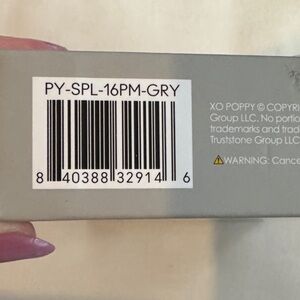 PY-SPL-16PM-GRY
8 40388 32914 6
XO POPPY © COPYRI
Group LLC. No portio
trademarks and trad
Truststone Group LLC
⚠WARNING: Cance